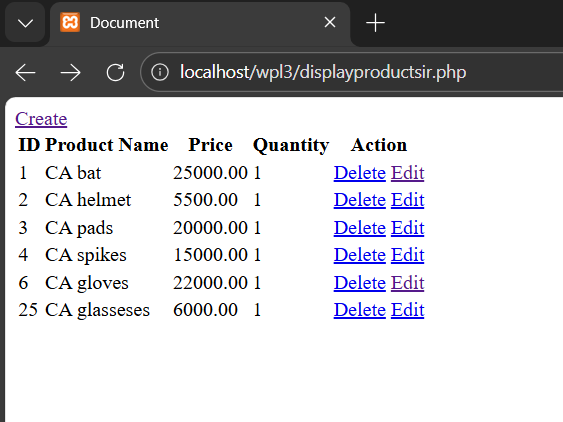 Document
localhost/wpl3/displayproductsir.php
Create
ID Product Name Price Quantity Action
1 CA bat 25000.00 1 Delete Edit
2 CA helmet 5500.00 1 Delete Edit
3 CA pads 20000.00 1 Delete Edit
4 CA spikes 15000.00 1 Delete Edit
6 CA gloves 22000.00 1 Delete Edit
25 CA glasseses 6000.00 1 Delete Edit